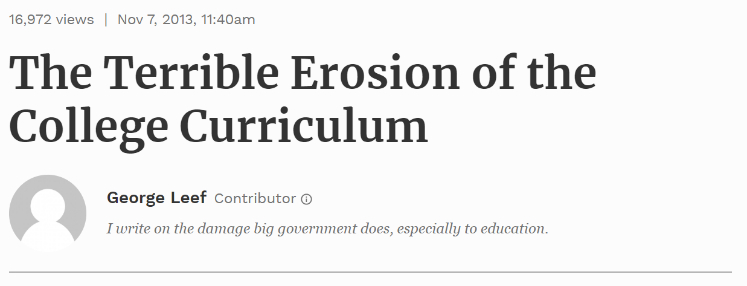 16,972 views | Nov 7, 2013, 11:40am
The Terrible Erosion of the
College Curriculum
George Leef Contributor
I write on the damage big government does, especially to education.